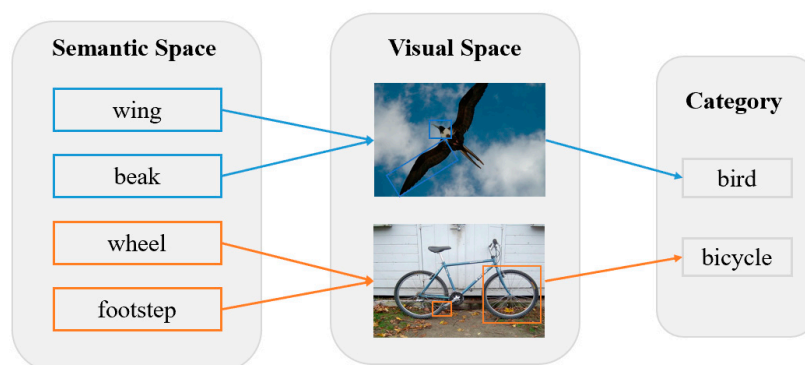 Semantic Space
wing
beak
wheel
footstep
Visual Space
Category
bird
bicycle